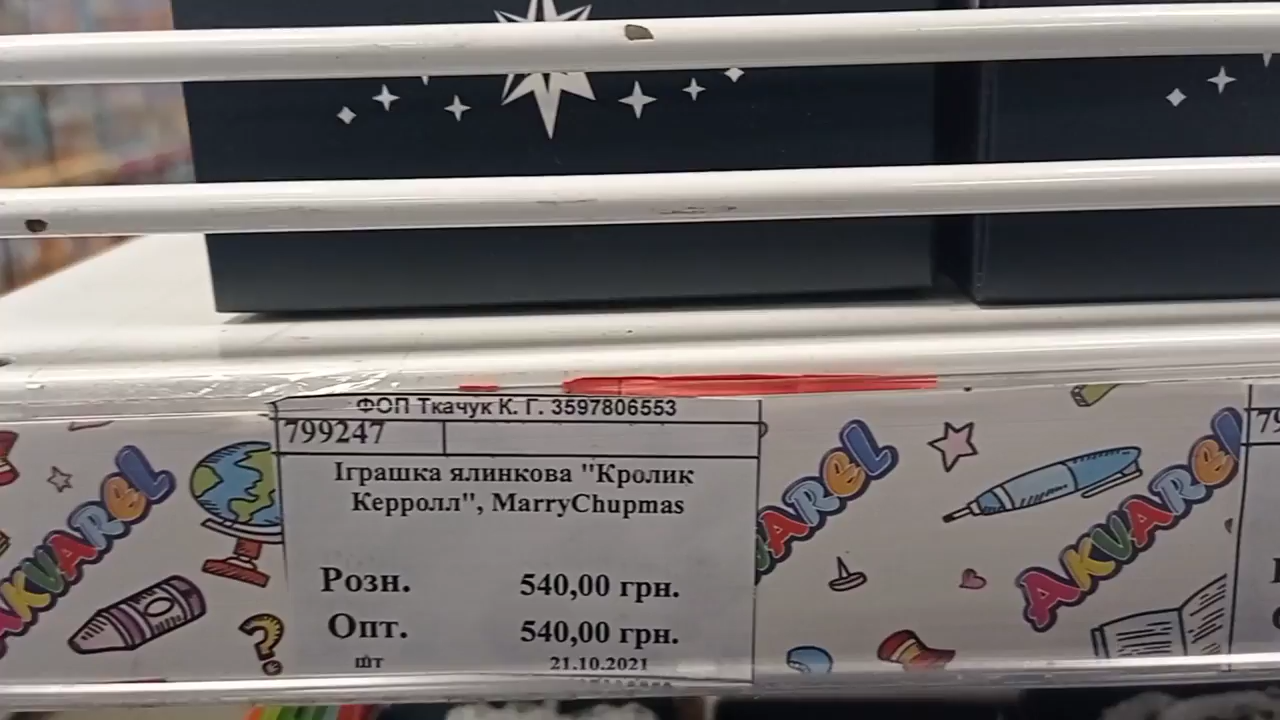 ФОП Ткачук К. Г. 3597806553
799247
Іграшка ялинкова "Кролик
Керролл", MarryChupmas
Розн. 540,00 грн.
Опт. 540,00 грн.
шт 21.10.2021
AKVAREL
AKVAREL
AKVAREL